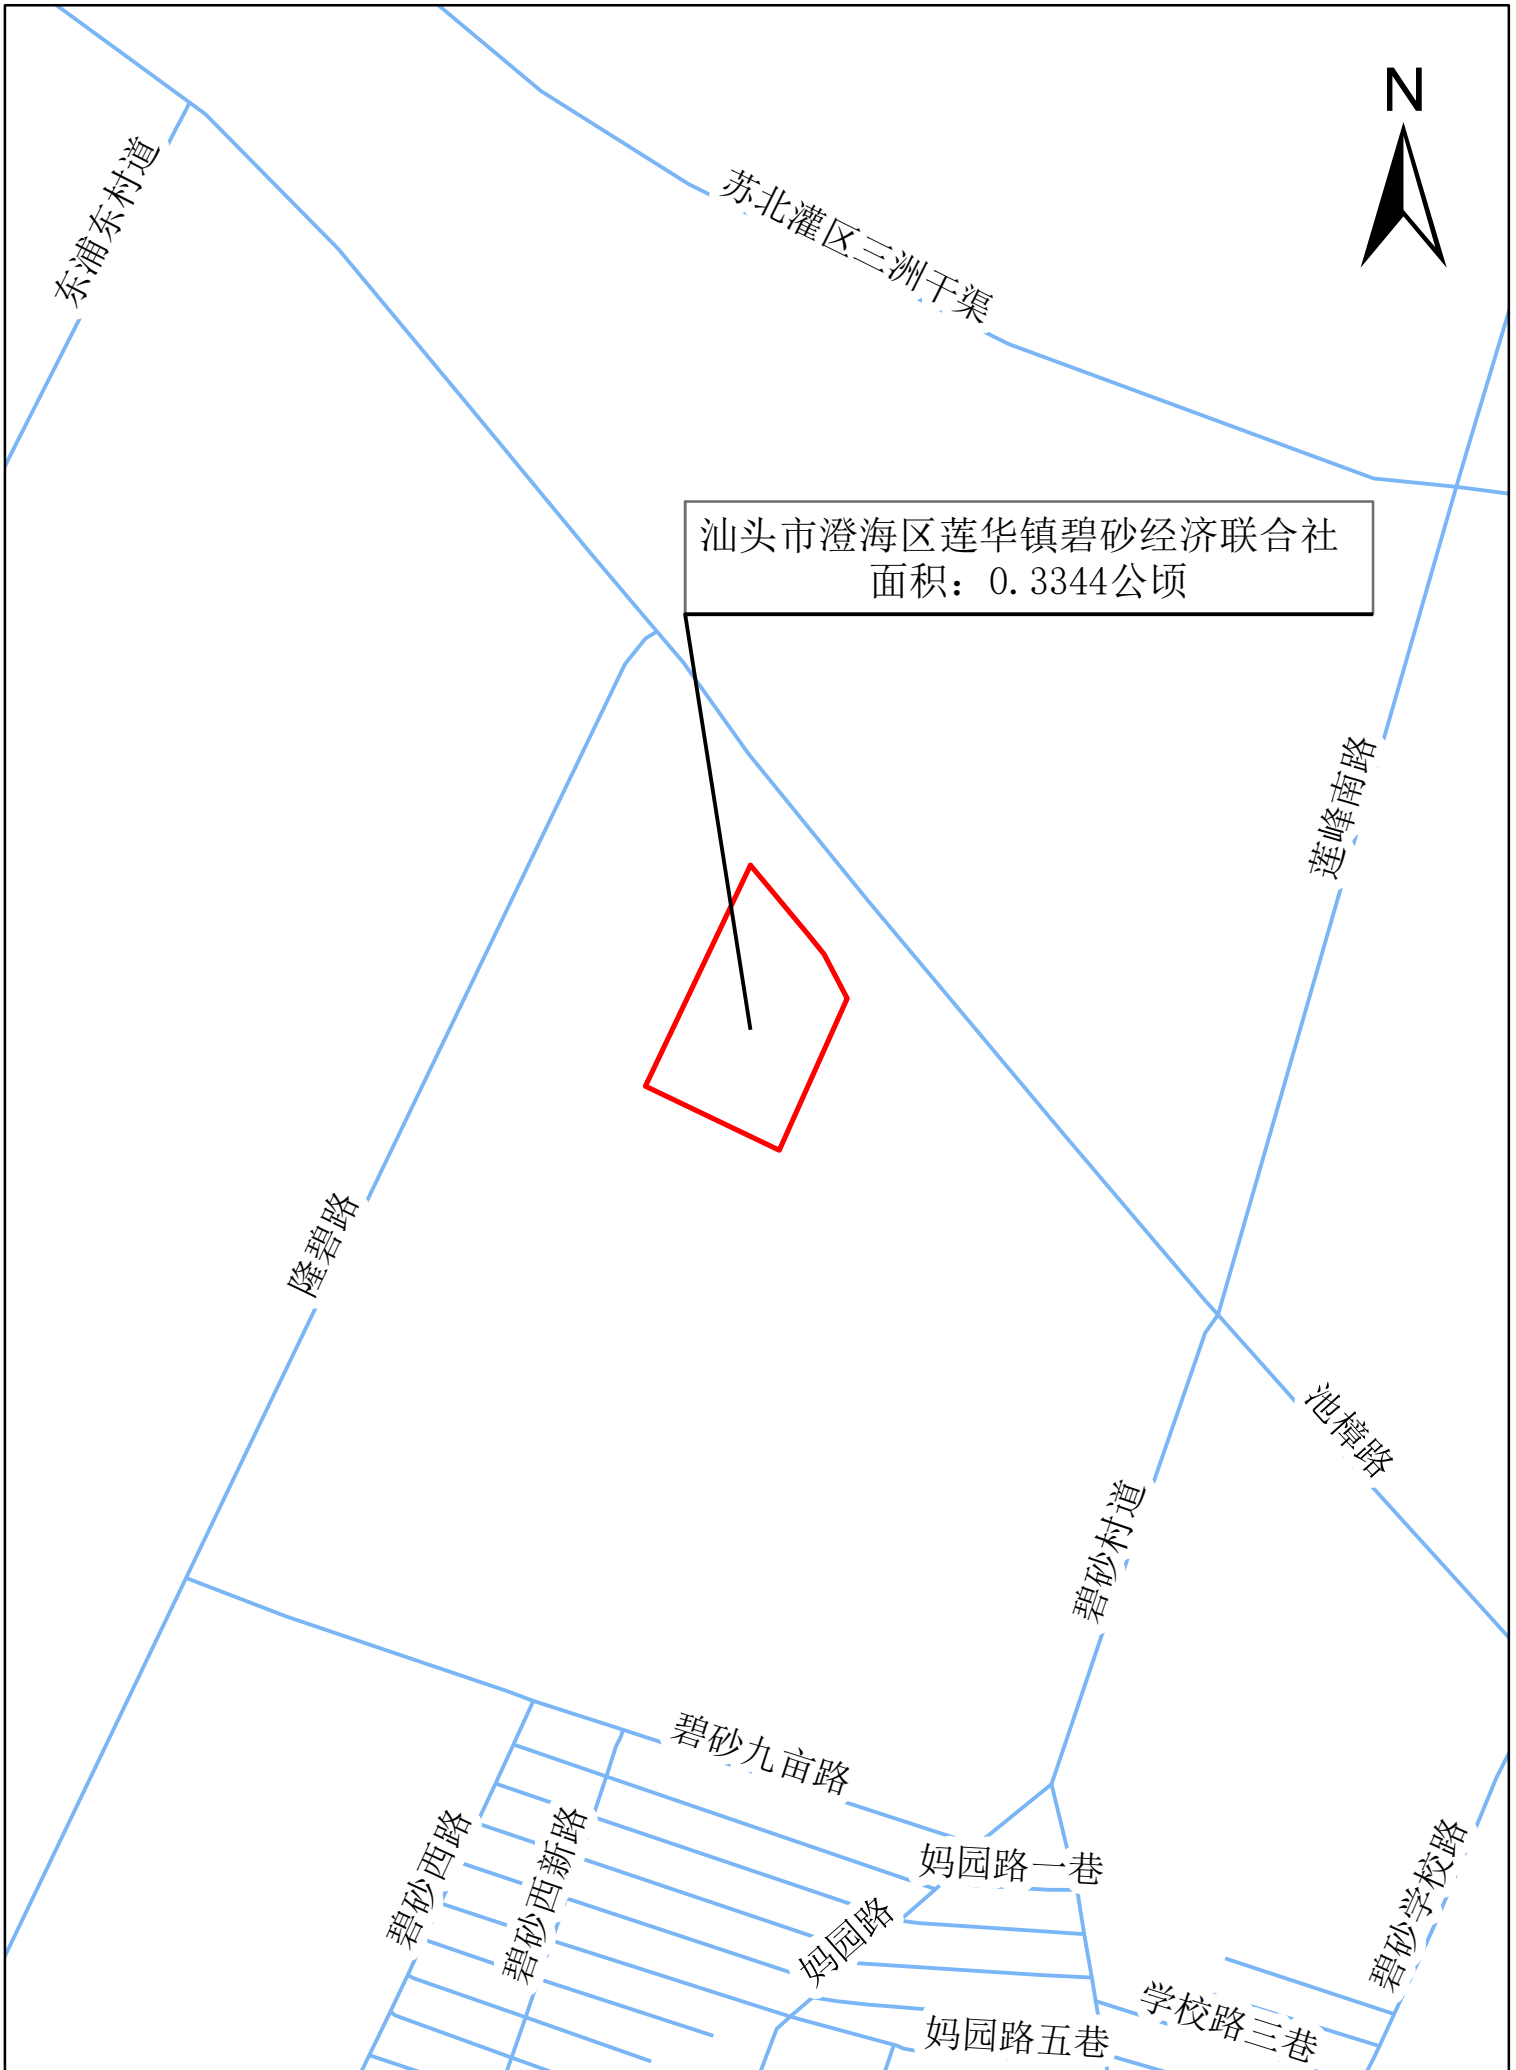 N
东浦东村道
苏北灌区三洲干渠
汕头市澄海区莲华镇碧砂经济联合社
面积：0.3344公顷
莲峰南路
隆碧路
池樟路
碧砂村道
碧砂九亩路
碧砂西路
碧砂西新路
妈园路一巷
妈园路
碧砂学校路
学校路三巷
妈园路五巷